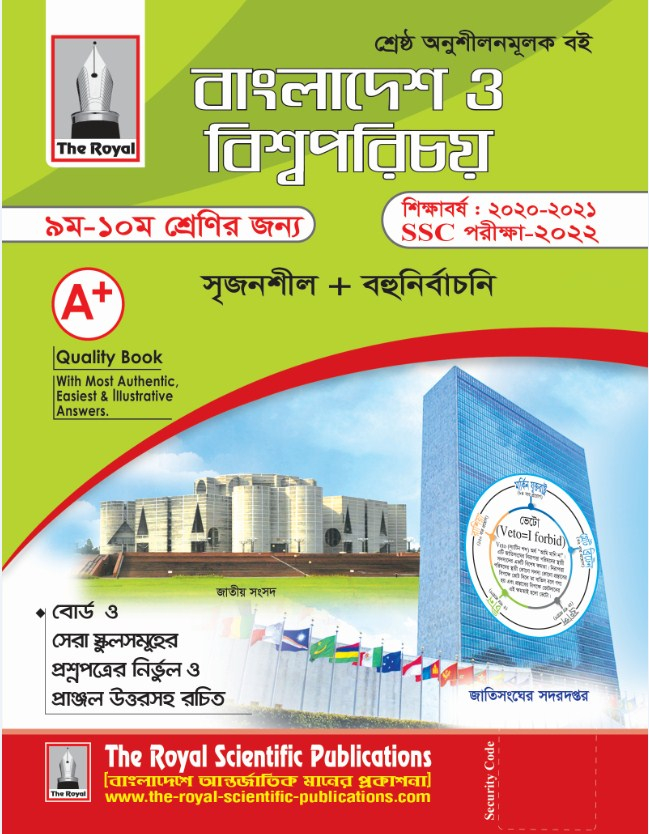 The Royal
শ্রেষ্ঠ অনুশীলনমূলক বই
বাংলাদেশ ও
বিশ্বপরিচয়
৯ম-১০ম শ্রেণির জন্য
শিক্ষাবর্ষ : ২০২০-২০২১
SSC পরীক্ষা-২০২২
A+
সৃজনশীল + বহুনির্বাচনি
Quality Book
With Most Authentic,
Easiest & Illustrative
Answers.
মার্কিন যুক্তরাষ্ট্র
ভেটো
(Veto=I forbid)
জাতীয় সংসদ
বোর্ড ও
সেরা স্কুলসমূহের
প্রশ্নপত্রের নির্ভুল ও
প্রাঞ্জল উত্তরসহ রচিত
জাতিসংঘের সদরদপ্তর
The Royal
The Royal Scientific Publications
[বাংলাদেশে আন্তর্জাতিক মানের প্রকাশনা]
www.the-royal-scientific-publications.com
Security Code